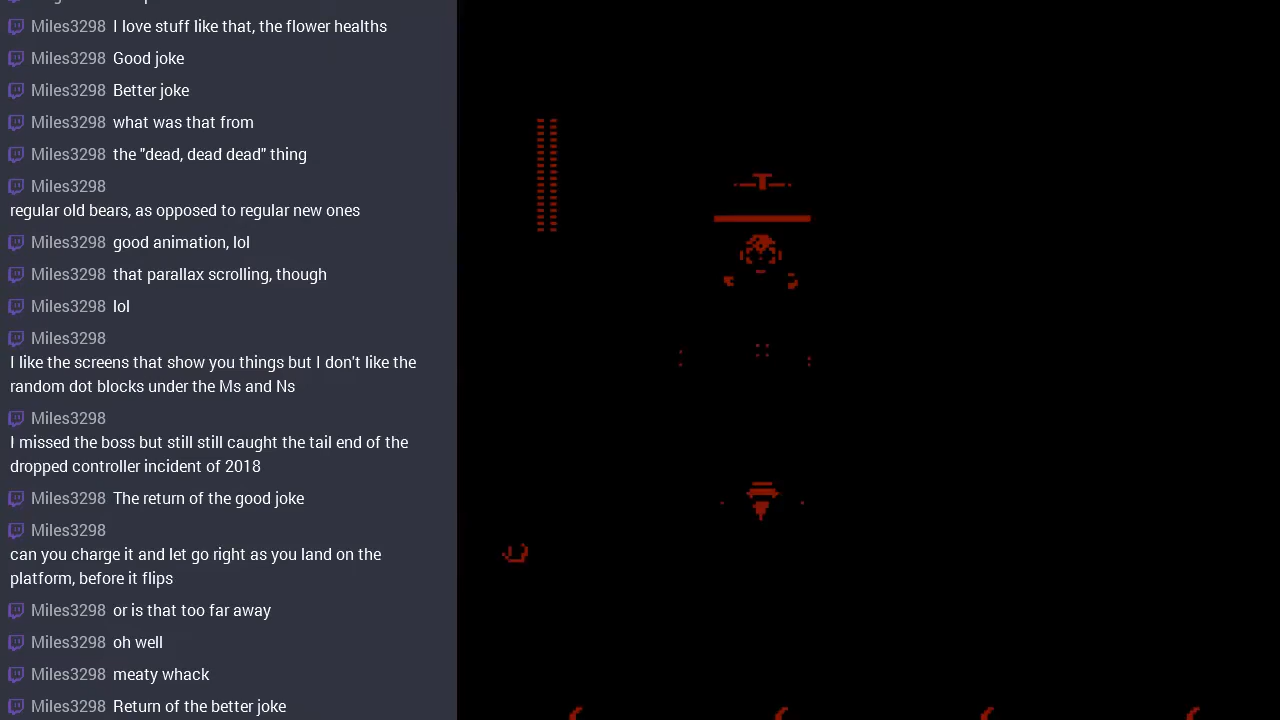 Miles3298 I love stuff like that, the flower healths
Miles3298 Good joke
Miles3298 Better joke
Miles3298 what was that from
Miles3298 the "dead, dead dead" thing
Miles3298
regular old bears, as opposed to regular new ones
Miles3298 good animation, lol
Miles3298 that parallax scrolling, though
Miles3298 lol
Miles3298
I like the screens that show you things but I don't like the
random dot blocks under the Ms and Ns
Miles3298
I missed the boss but still still caught the tail end of the
dropped controller incident of 2018
Miles3298 The return of the good joke
Miles3298
can you charge it and let go right as you land on the
platform, before it flips
Miles3298 or is that too far away
Miles3298 oh well
Miles3298 meaty whack
Miles3298 Return of the better joke